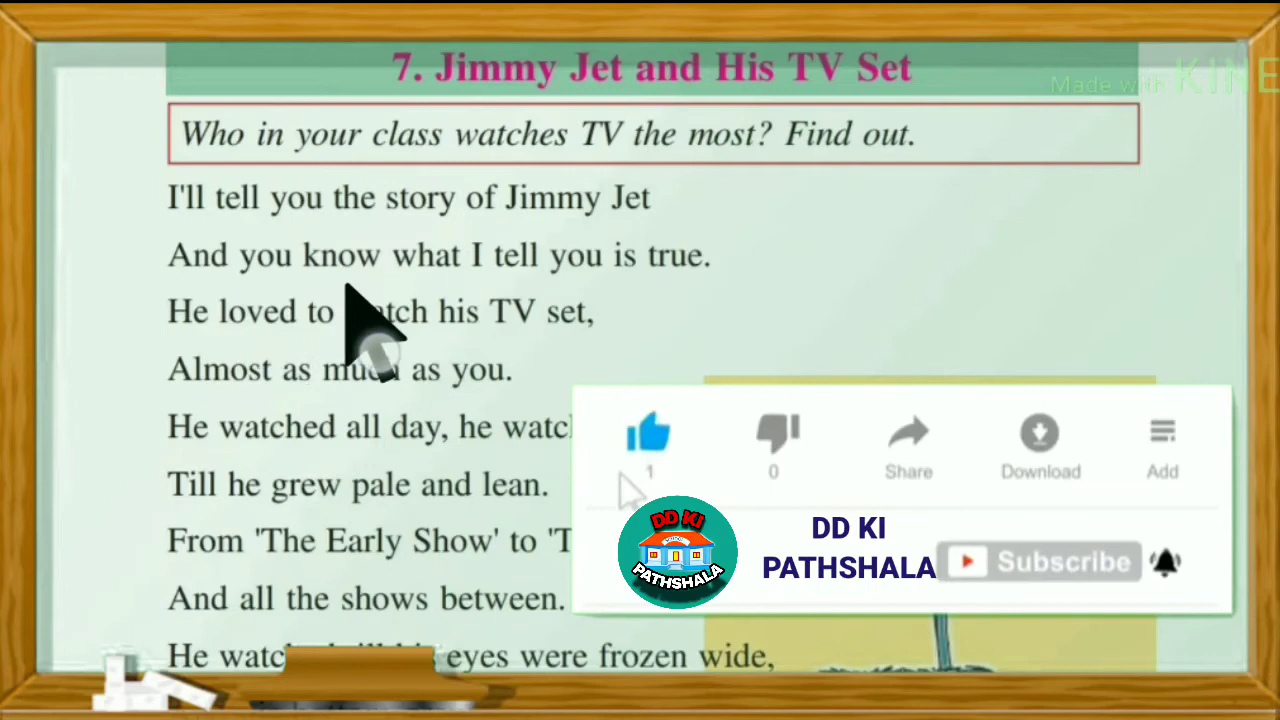 7. Jimmy Jet and His TV Set
Made with KINE
Who in your class watches TV the most? Find out.
I'll tell you the story of Jimmy Jet
And you know what I tell you is true.
He loved to watch his TV set,
Almost as much as you.
He watched all day, he watch
Till he grew pale and lean.
From 'The Early Show' to 'T
And all the shows between.
He watched till his eyes were frozen wide,
1
0
Share
Download
Add
DD KI
PATHSHALA
DD KI
PATHSHALA
Subscribe